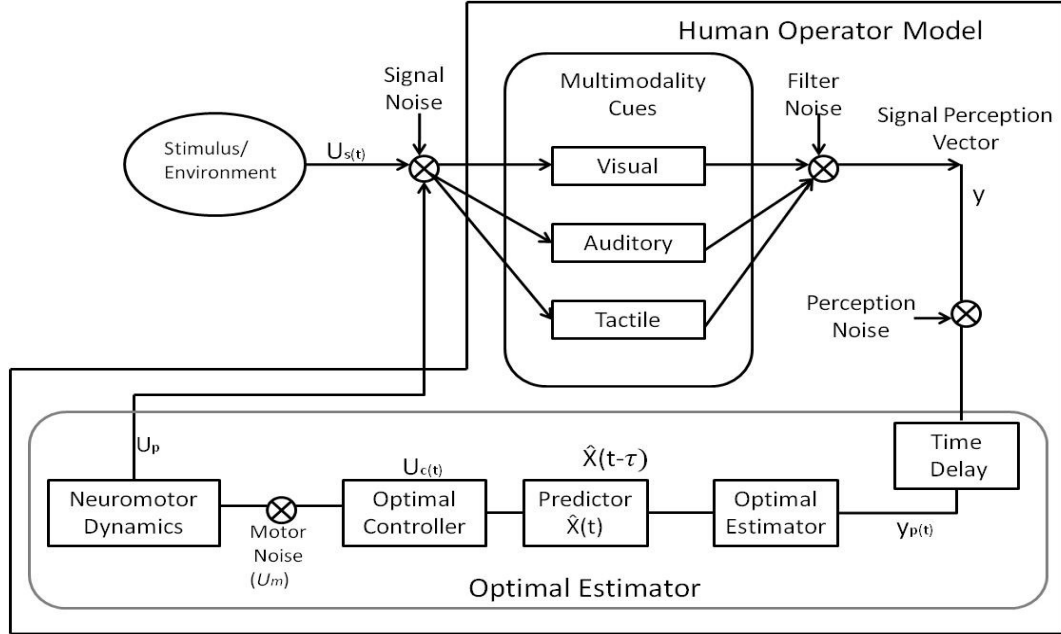 Human Operator Model
Signal
Noise
Multimodality
Cues
Filter
Noise
Signal Perception
Vector
Stimulus/
Environment
Us(t)
Visual
y
Auditory
Tactile
Perception
Noise
Up
Time
Delay
Neuromotor
Dynamics
Motor
Noise
(Um)
Uc(t)
Optimal
Controller
X̂(t-τ)
Predictor
X̂(t)
Optimal
Estimator
yp(t)
Optimal Estimator